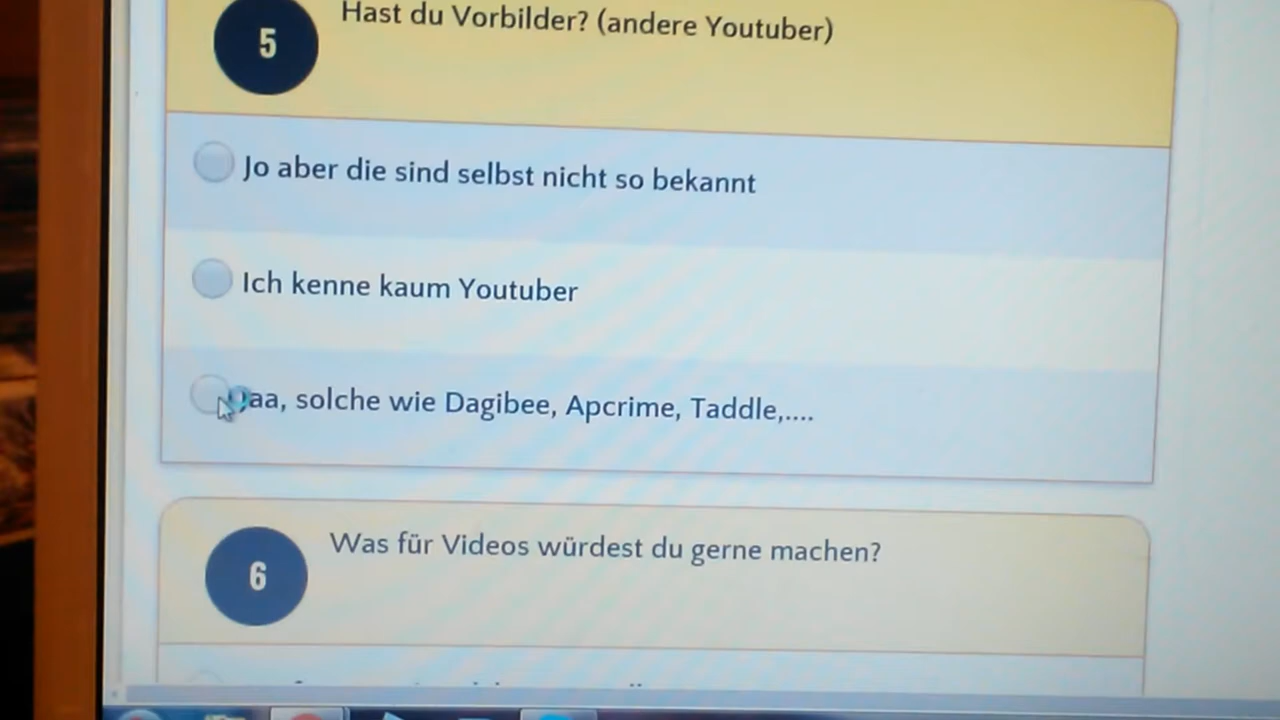 5
Hast du Vorbilder? (andere Youtuber)
Jo aber die sind selbst nicht so bekannt
Ich kenne kaum Youtuber
Jaa, solche wie Dagibee, Apcrime, Taddle,....
6
Was für Videos würdest du gerne machen?